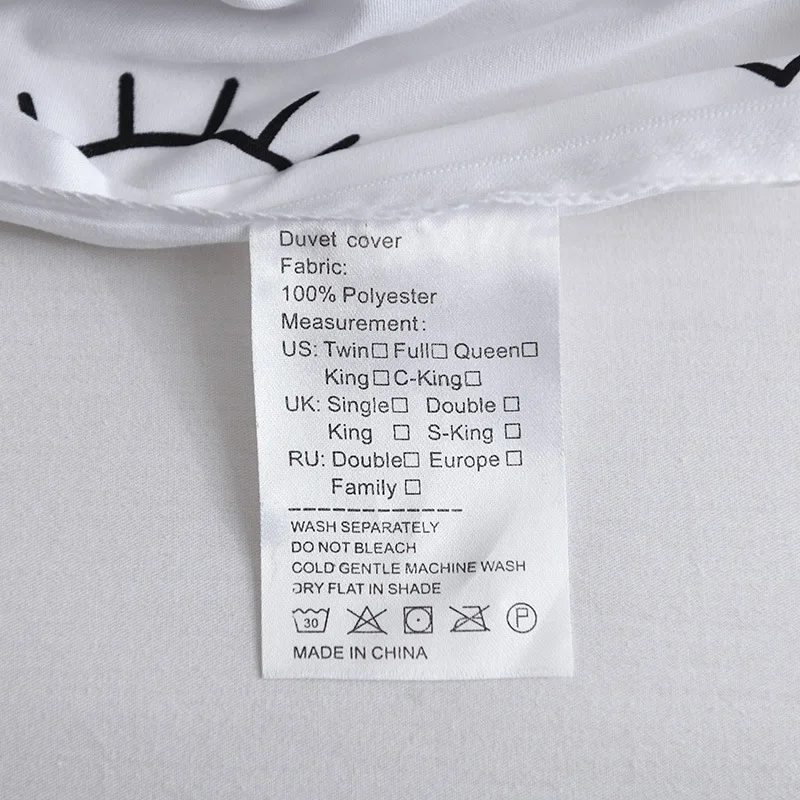 Duvet cover
Fabric:
100% Polyester
Measurement:
US: Twin□ Full□ Queen□
King□ C-King□
UK: Single□ Double □
King □ S-King □
RU: Double□ Europe □
Family □
WASH SEPARATELY
DO NOT BLEACH
COLD GENTLE MACHINE WASH
DRY FLAT IN SHADE
30 P
MADE IN CHINA